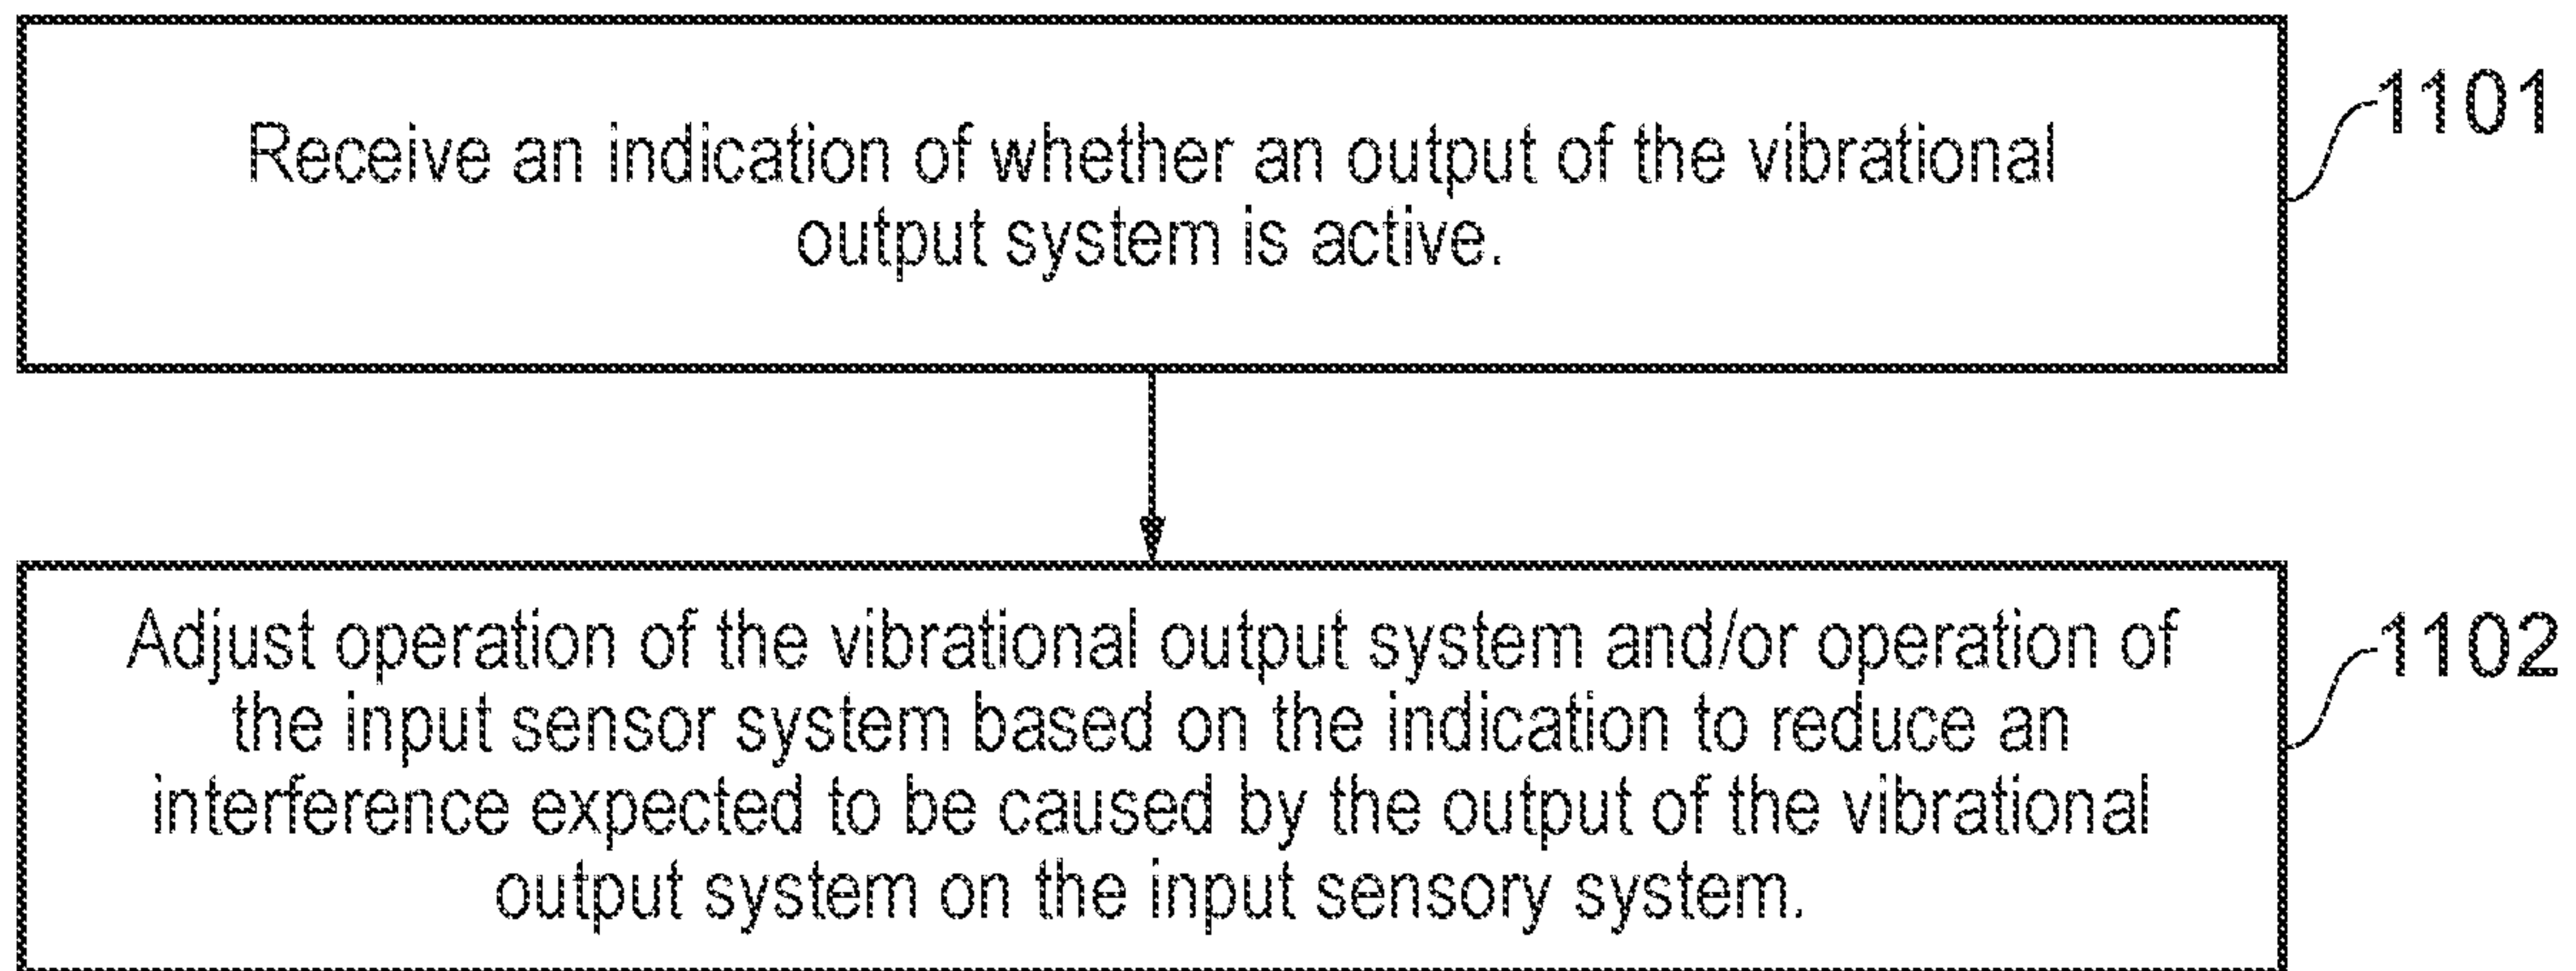 Receive an indication of whether an output of the vibrational
output system is active.
1101
Adjust operation of the vibrational output system and/or operation of
the input sensor system based on the indication to reduce an
interference expected to be caused by the output of the vibrational
output system on the input sensory system.
1102